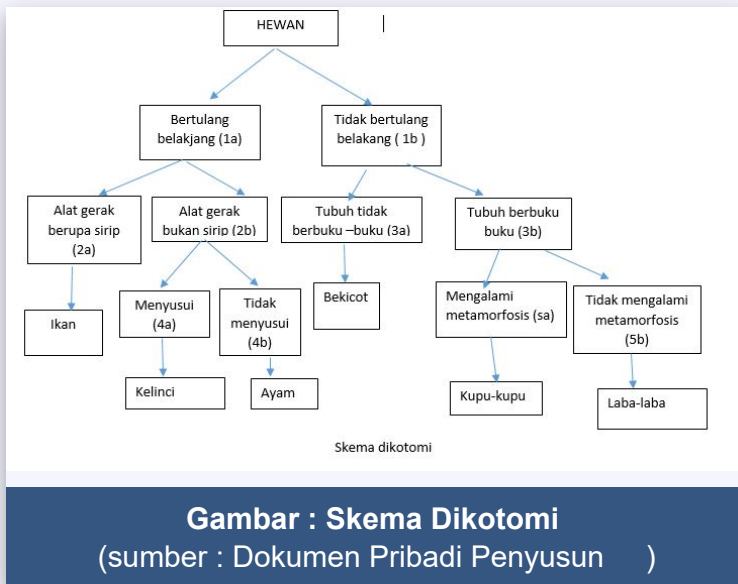 HEWAN
Bertulang
belakjang (1a)
Tidak bertulang
belakang ( 1b )
Alat gerak
berupa sirip
(2a)
Alat gerak
bukan sirip (2b)
Tubuh tidak
berbuku –buku (3a)
Tubuh berbuku
buku (3b)
Ikan
Menyusui
(4a)
Tidak
menyusui
(4b)
Bekicot
Mengalami
metamorfosis (sa)
Tidak mengalami
metamorfosis
(5b)
Kelinci
Ayam
Kupu-kupu
Laba-laba
Skema dikotomi
Gambar : Skema Dikotomi
(sumber : Dokumen Pribadi Penyusun )